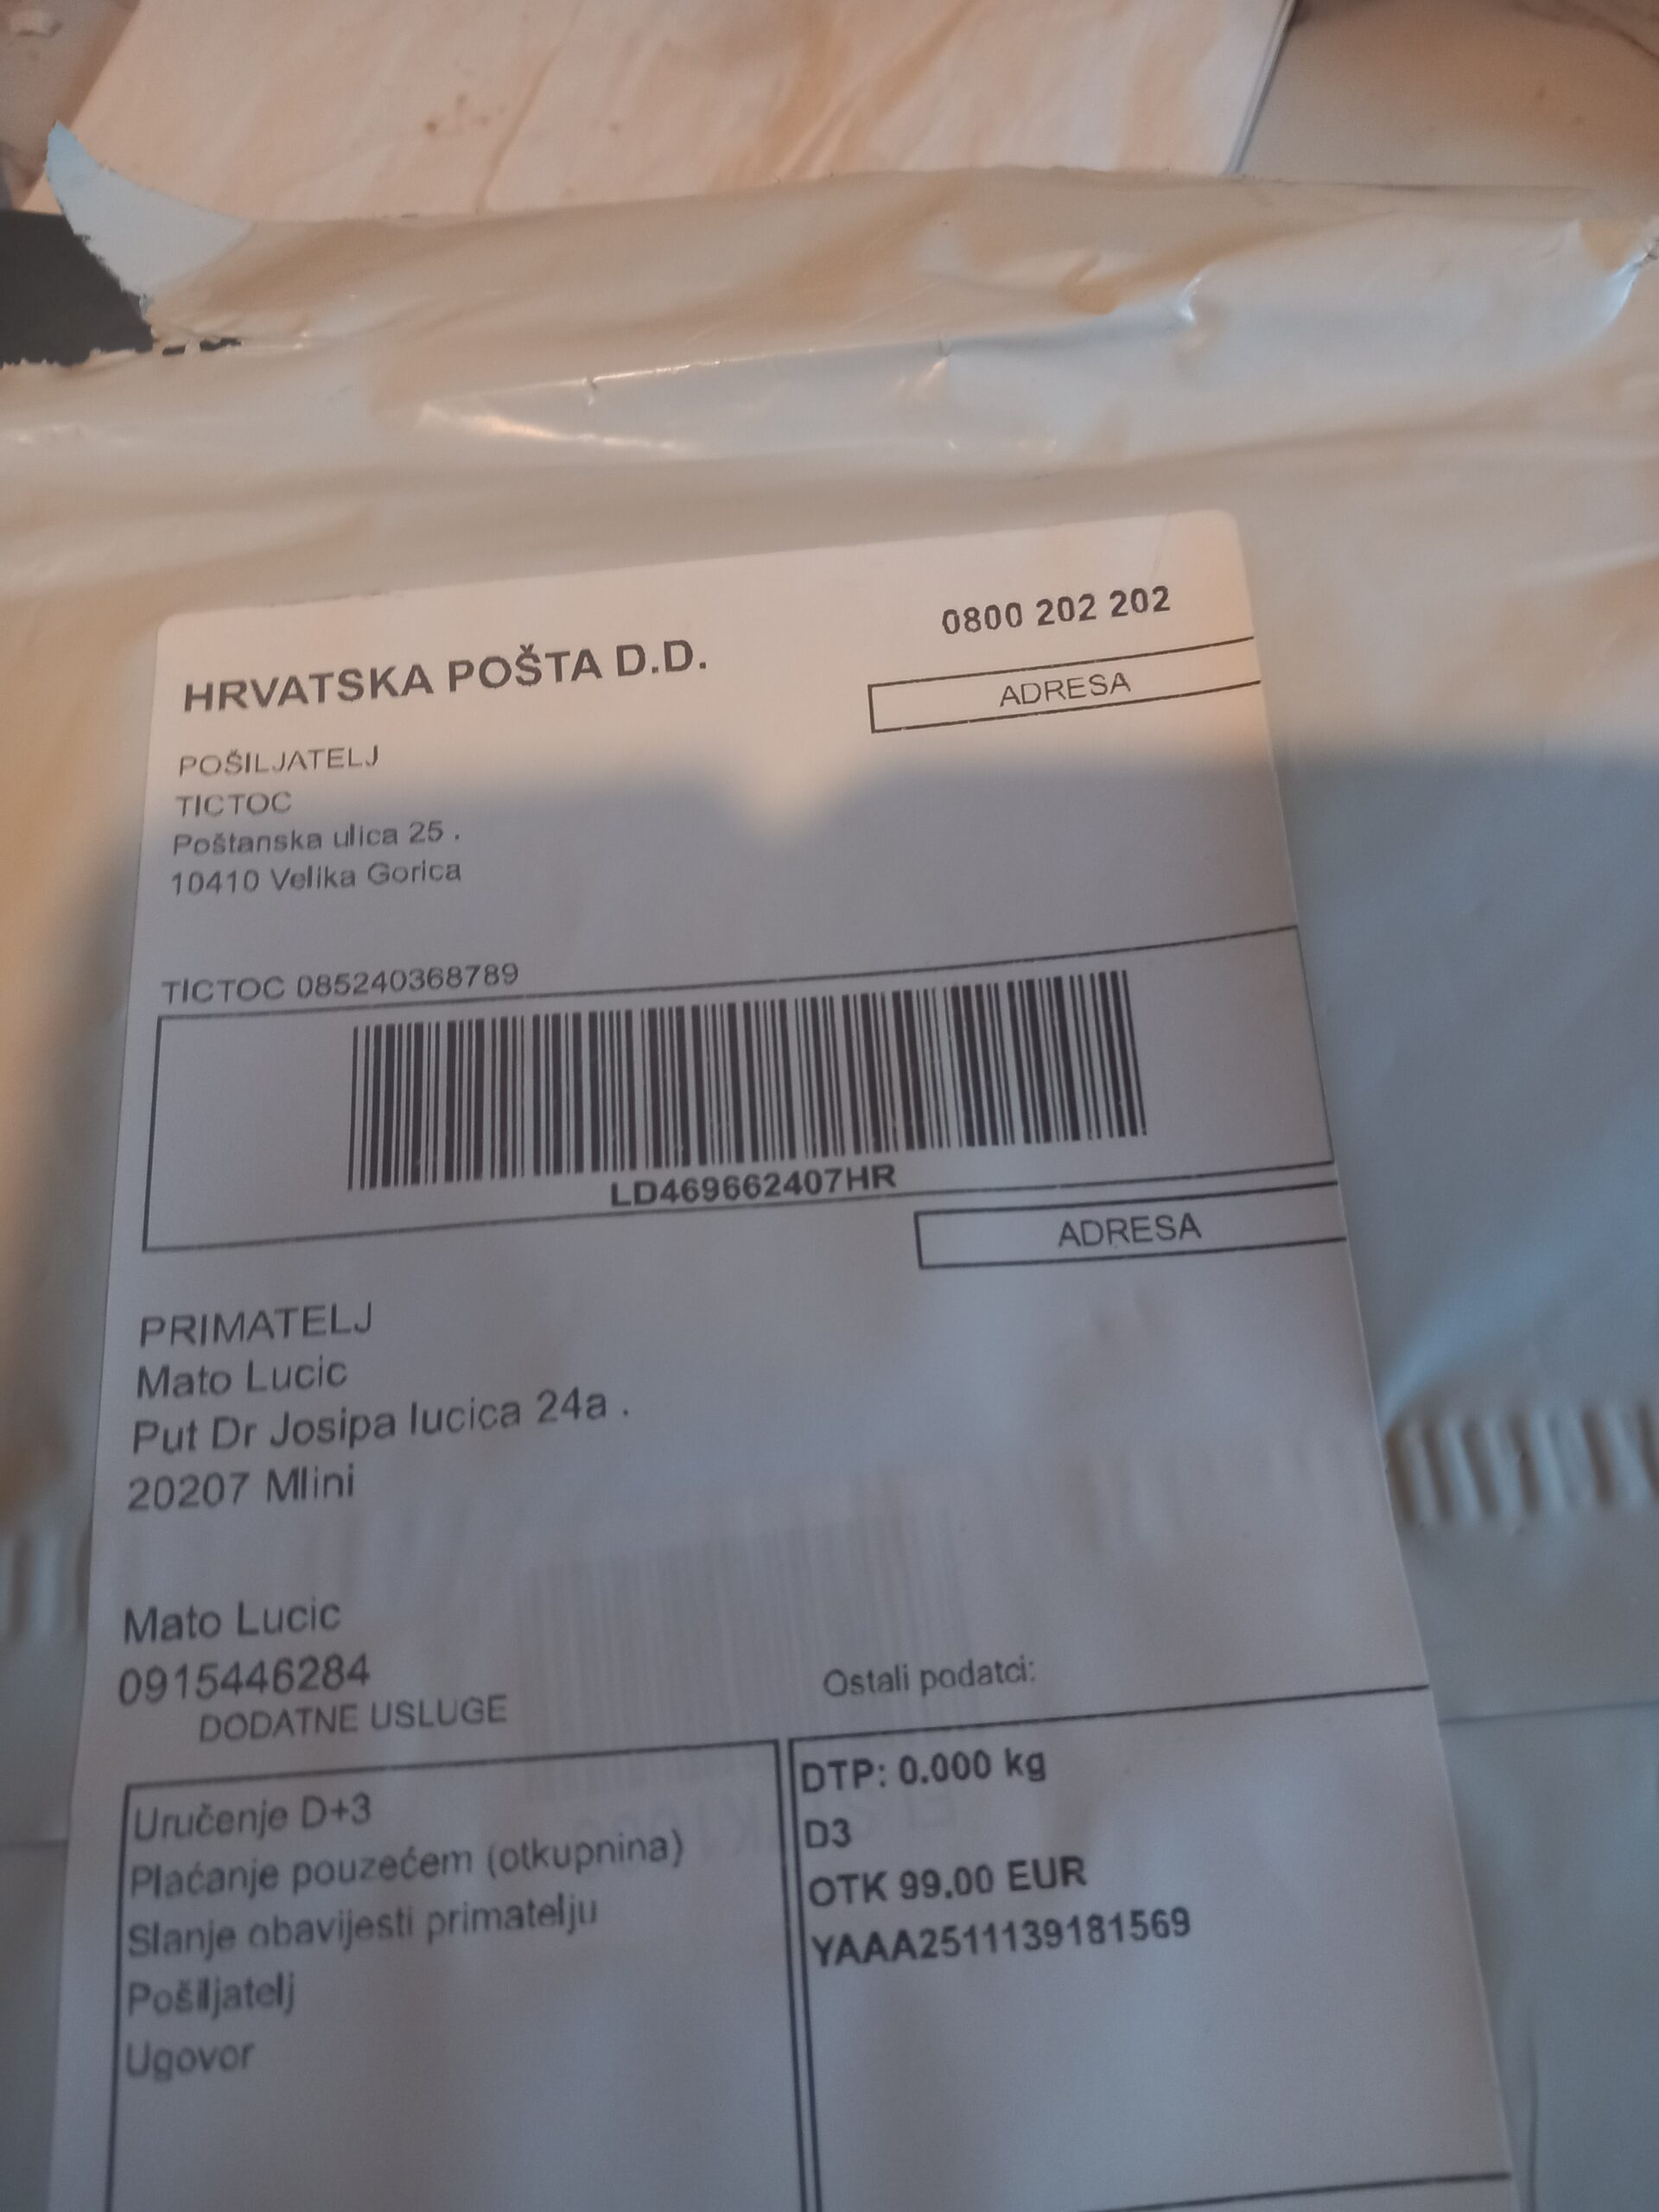 HRVATSKA POŠTA D.D.
0800 202 202
ADRESA
POŠILJATELJ
TICTOC
Poštanska ulica 25 .
10410 Velika Gorica
TICTOC 085240368789
LD469662407HR
ADRESA
PRIMATELJ
Mato Lucic
Put Dr Josipa lucica 24a .
20207 Mlini
Mato Lucic
0915446284
DODATNE USLUGE
Ostali podatci:
Uručenje D+3
Plaćanje pouzećem (otkupnina)
Slanje obavijesti primatelju
Pošiljatelj
Ugovor
DTP: 0.000 kg
D3
OTK 99.00 EUR
YAAA2511139181569